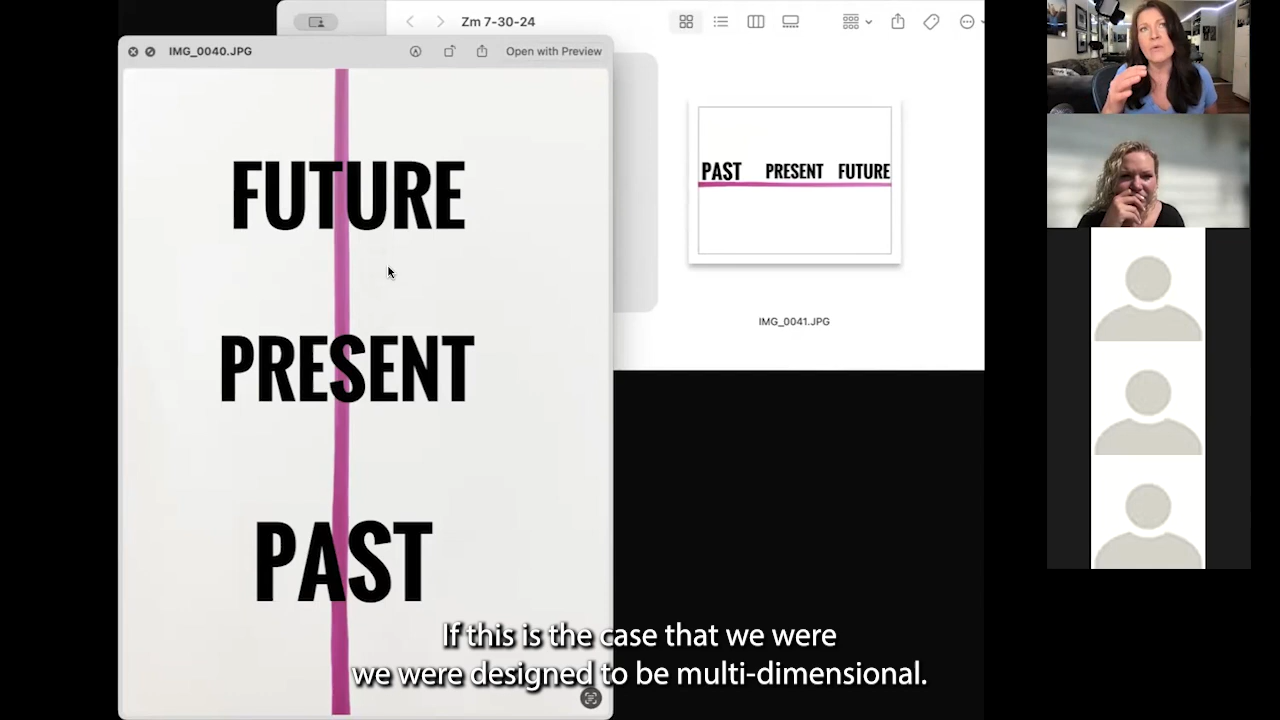 Zm 7-30-24
IMG_0040.JPG
Open with Preview
FUTURE
PRESENT
PAST
PAST PRESENT FUTURE
IMG_0041.JPG
If this is the case that we were
we were designed to be multi-dimensional.